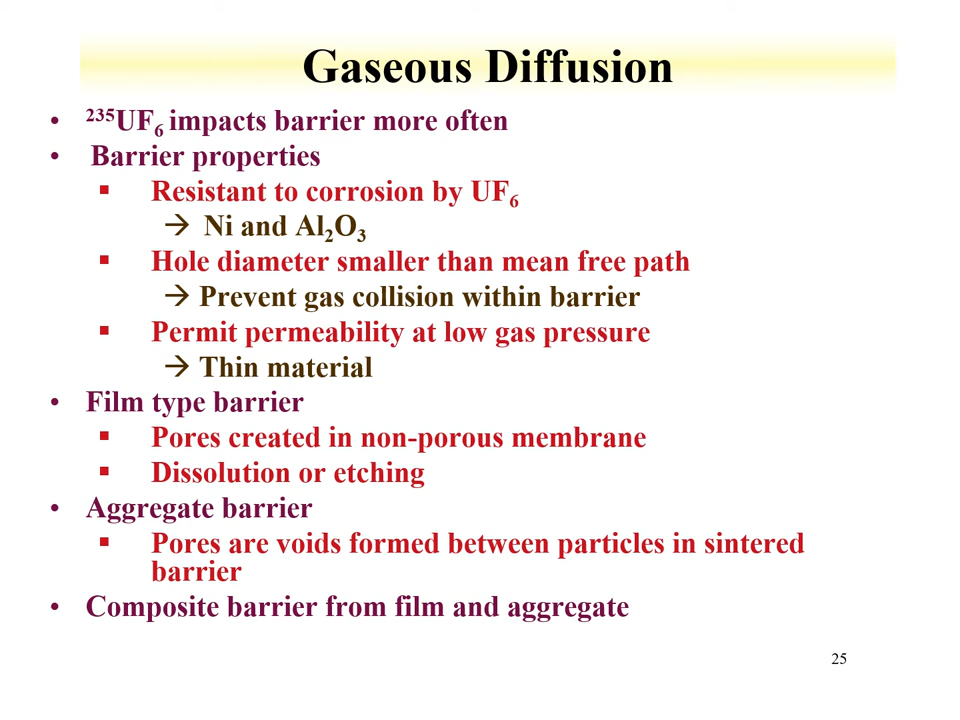 Gaseous Diffusion
• ²³⁵UF₆ impacts barrier more often
• Barrier properties
▪ Resistant to corrosion by UF₆
→ Ni and Al₂O₃
▪ Hole diameter smaller than mean free path
→ Prevent gas collision within barrier
▪ Permit permeability at low gas pressure
→ Thin material
• Film type barrier
▪ Pores created in non-porous membrane
▪ Dissolution or etching
• Aggregate barrier
▪ Pores are voids formed between particles in sintered
barrier
• Composite barrier from film and aggregate
25